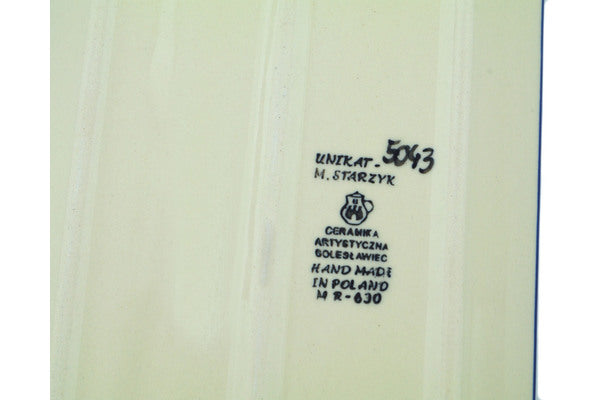 UNIKAT-5043
M. STARZYK
CERAMIKA
ARTYSTYCZNA
BOLESŁAWIEC
HAND MADE
IN POLAND
M R-630